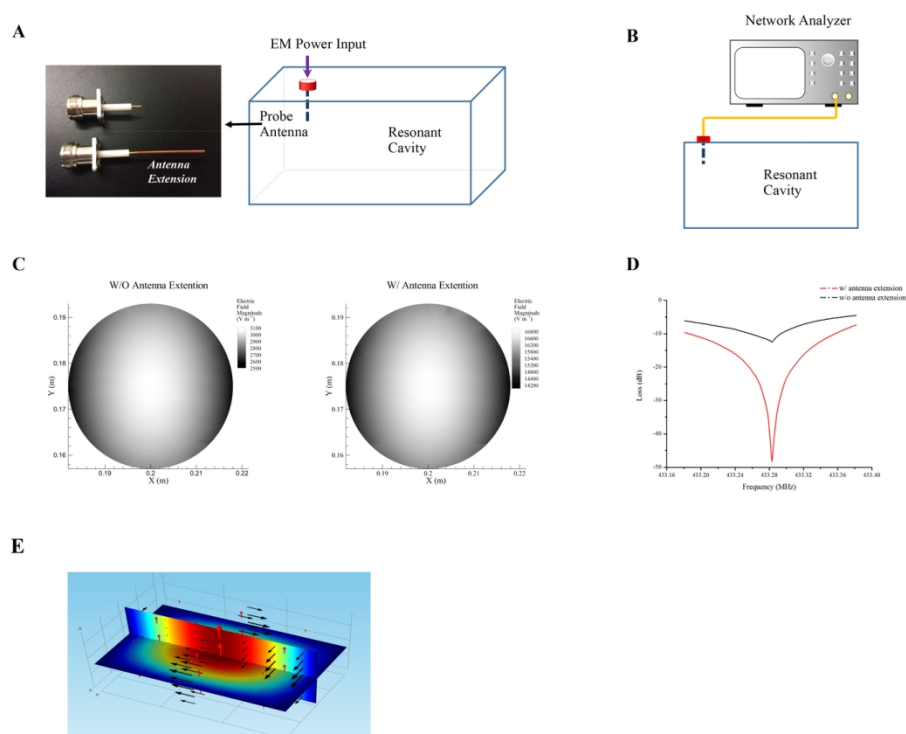 A
EM Power Input
Probe
Antenna
Resonant
Cavity
Antenna
Extension
B
Network Analyzer
Resonant
Cavity
C
W/O Antenna Extention
Electric
Field
Magnitude
(V m⁻¹)
3100
3000
2900
2800
2700
2600
2500
0.19
0.18
0.17
0.16
Y (m)
0.19
0.2
0.21
0.22
X (m)
W/ Antenna Extention
Electric
Field
Magnitude
(V m⁻¹)
16800
16600
16200
15800
15400
15200
14800
14400
14200
0.19
0.18
0.17
0.16
Y (m)
0.19
0.2
0.21
0.22
X (m)
D
w/ antenna extension
w/o antenna extension
0
-10
-20
-30
-40
-50
Loss (dB)
433.16
433.20
433.24
433.28
433.32
433.36
433.40
Frequency (MHz)
E